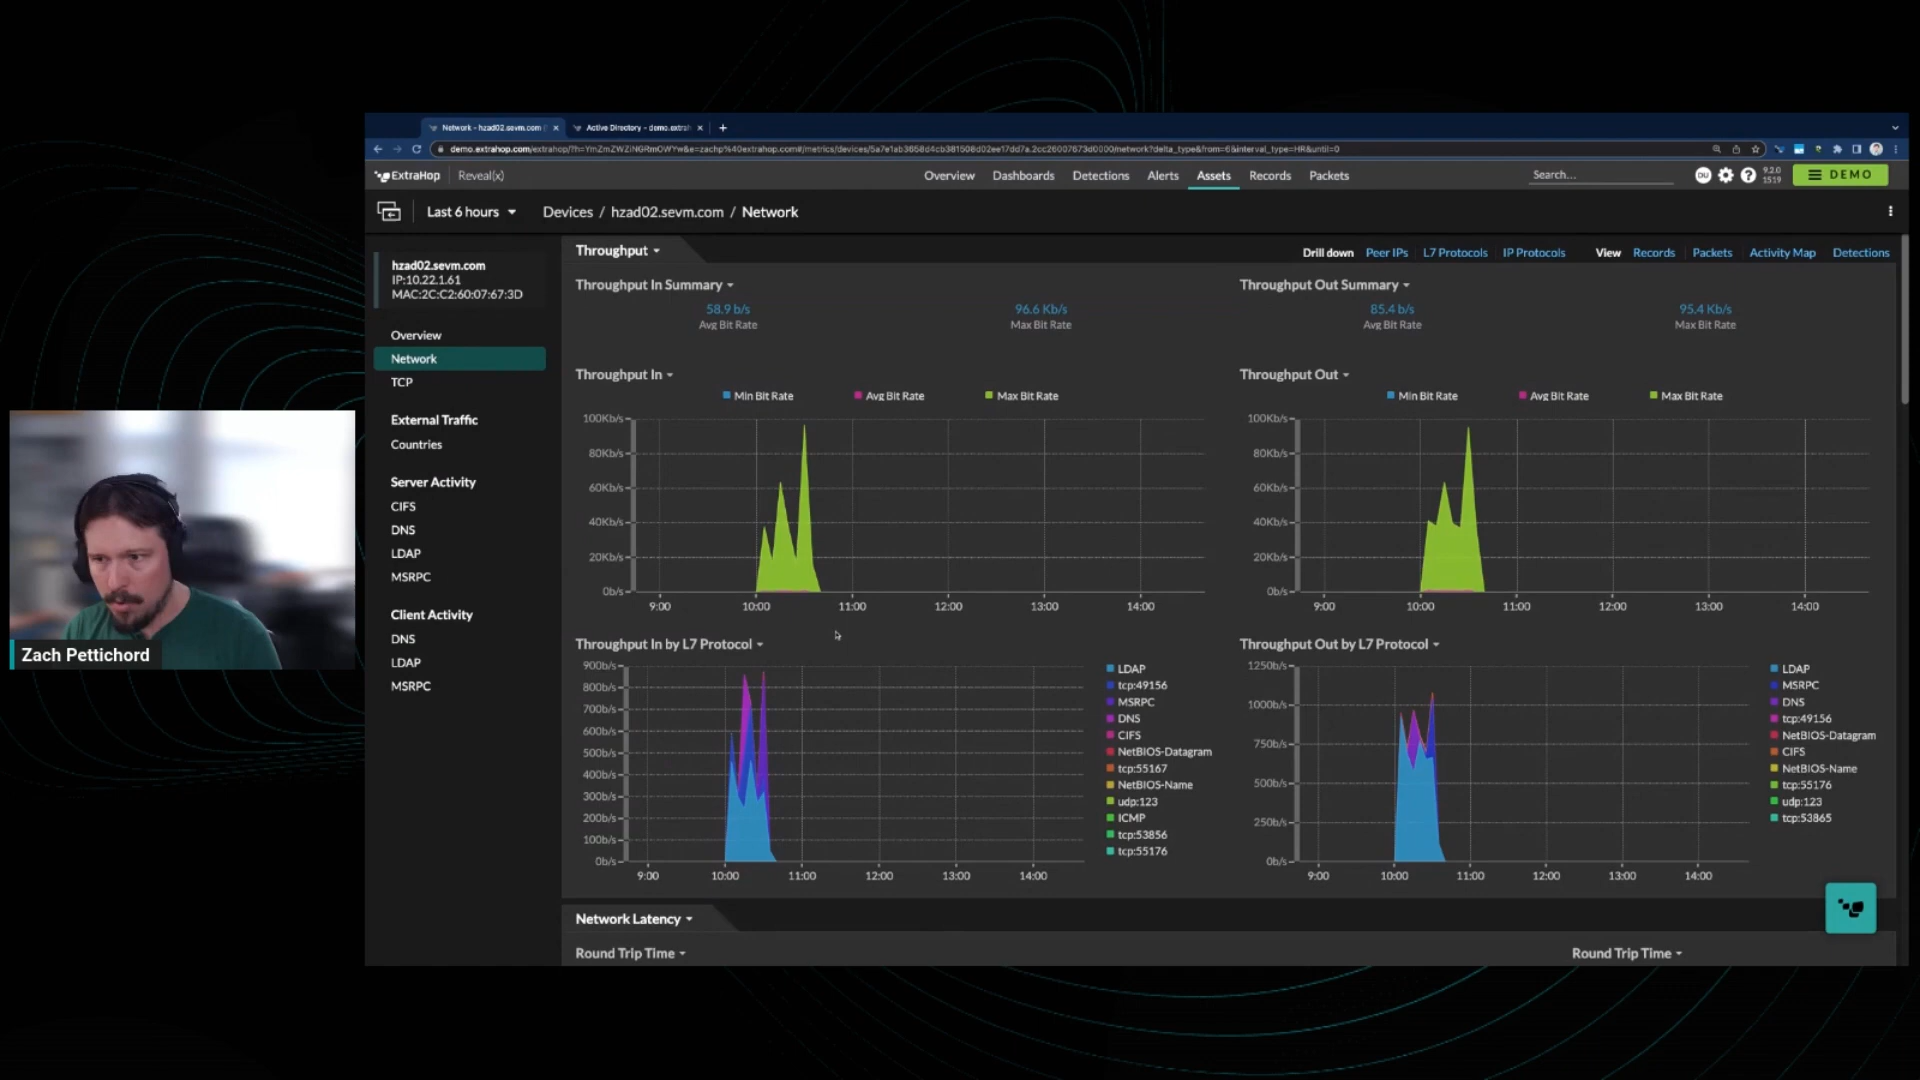 Network - hzad02.sevm.com
Active Directory - demo.extra
ExtraHop Reveal(x)
Overview Dashboards Detections Alerts Assets Records Packets
Search...
DU
9.2.0
1519
DEMO
Last 6 hours
Devices / hzad02.sevm.com / Network
hzad02.sevm.com
IP:10.22.1.61
MAC:2C:C2:60:07:67:3D
Overview
Network
TCP
External Traffic
Countries
Server Activity
CIFS
DNS
LDAP
MSRPC
Client Activity
DNS
LDAP
MSRPC
Throughput
Drill down Peer IPs L7 Protocols IP Protocols View Records Packets Activity Map Detections
Throughput In Summary
58.9 b/s
Avg Bit Rate
96.6 Kb/s
Max Bit Rate
Throughput Out Summary
85.4 b/s
Avg Bit Rate
95.4 Kb/s
Max Bit Rate
Throughput In
Min Bit Rate Avg Bit Rate Max Bit Rate
100Kb/s
80Kb/s
60Kb/s
40Kb/s
20Kb/s
0b/s
9:00 10:00 11:00 12:00 13:00 14:00
Throughput Out
Min Bit Rate Avg Bit Rate Max Bit Rate
100Kb/s
80Kb/s
60Kb/s
40Kb/s
20Kb/s
0b/s
9:00 10:00 11:00 12:00 13:00 14:00
Throughput In by L7 Protocol
900b/s
800b/s
700b/s
600b/s
500b/s
400b/s
300b/s
200b/s
100b/s
0b/s
9:00 10:00 11:00 12:00 13:00 14:00
LDAP
tcp:49156
MSRPC
DNS
CIFS
NetBIOS-Datagram
tcp:55167
NetBIOS-Name
udp:123
ICMP
tcp:53856
tcp:55176
Throughput Out by L7 Protocol
1250b/s
1000b/s
750b/s
500b/s
250b/s
0b/s
9:00 10:00 11:00 12:00 13:00 14:00
LDAP
MSRPC
DNS
tcp:49156
NetBIOS-Datagram
CIFS
NetBIOS-Name
tcp:55176
udp:123
tcp:53865
Network Latency
Round Trip Time
Round Trip Time
Zach Pettichord